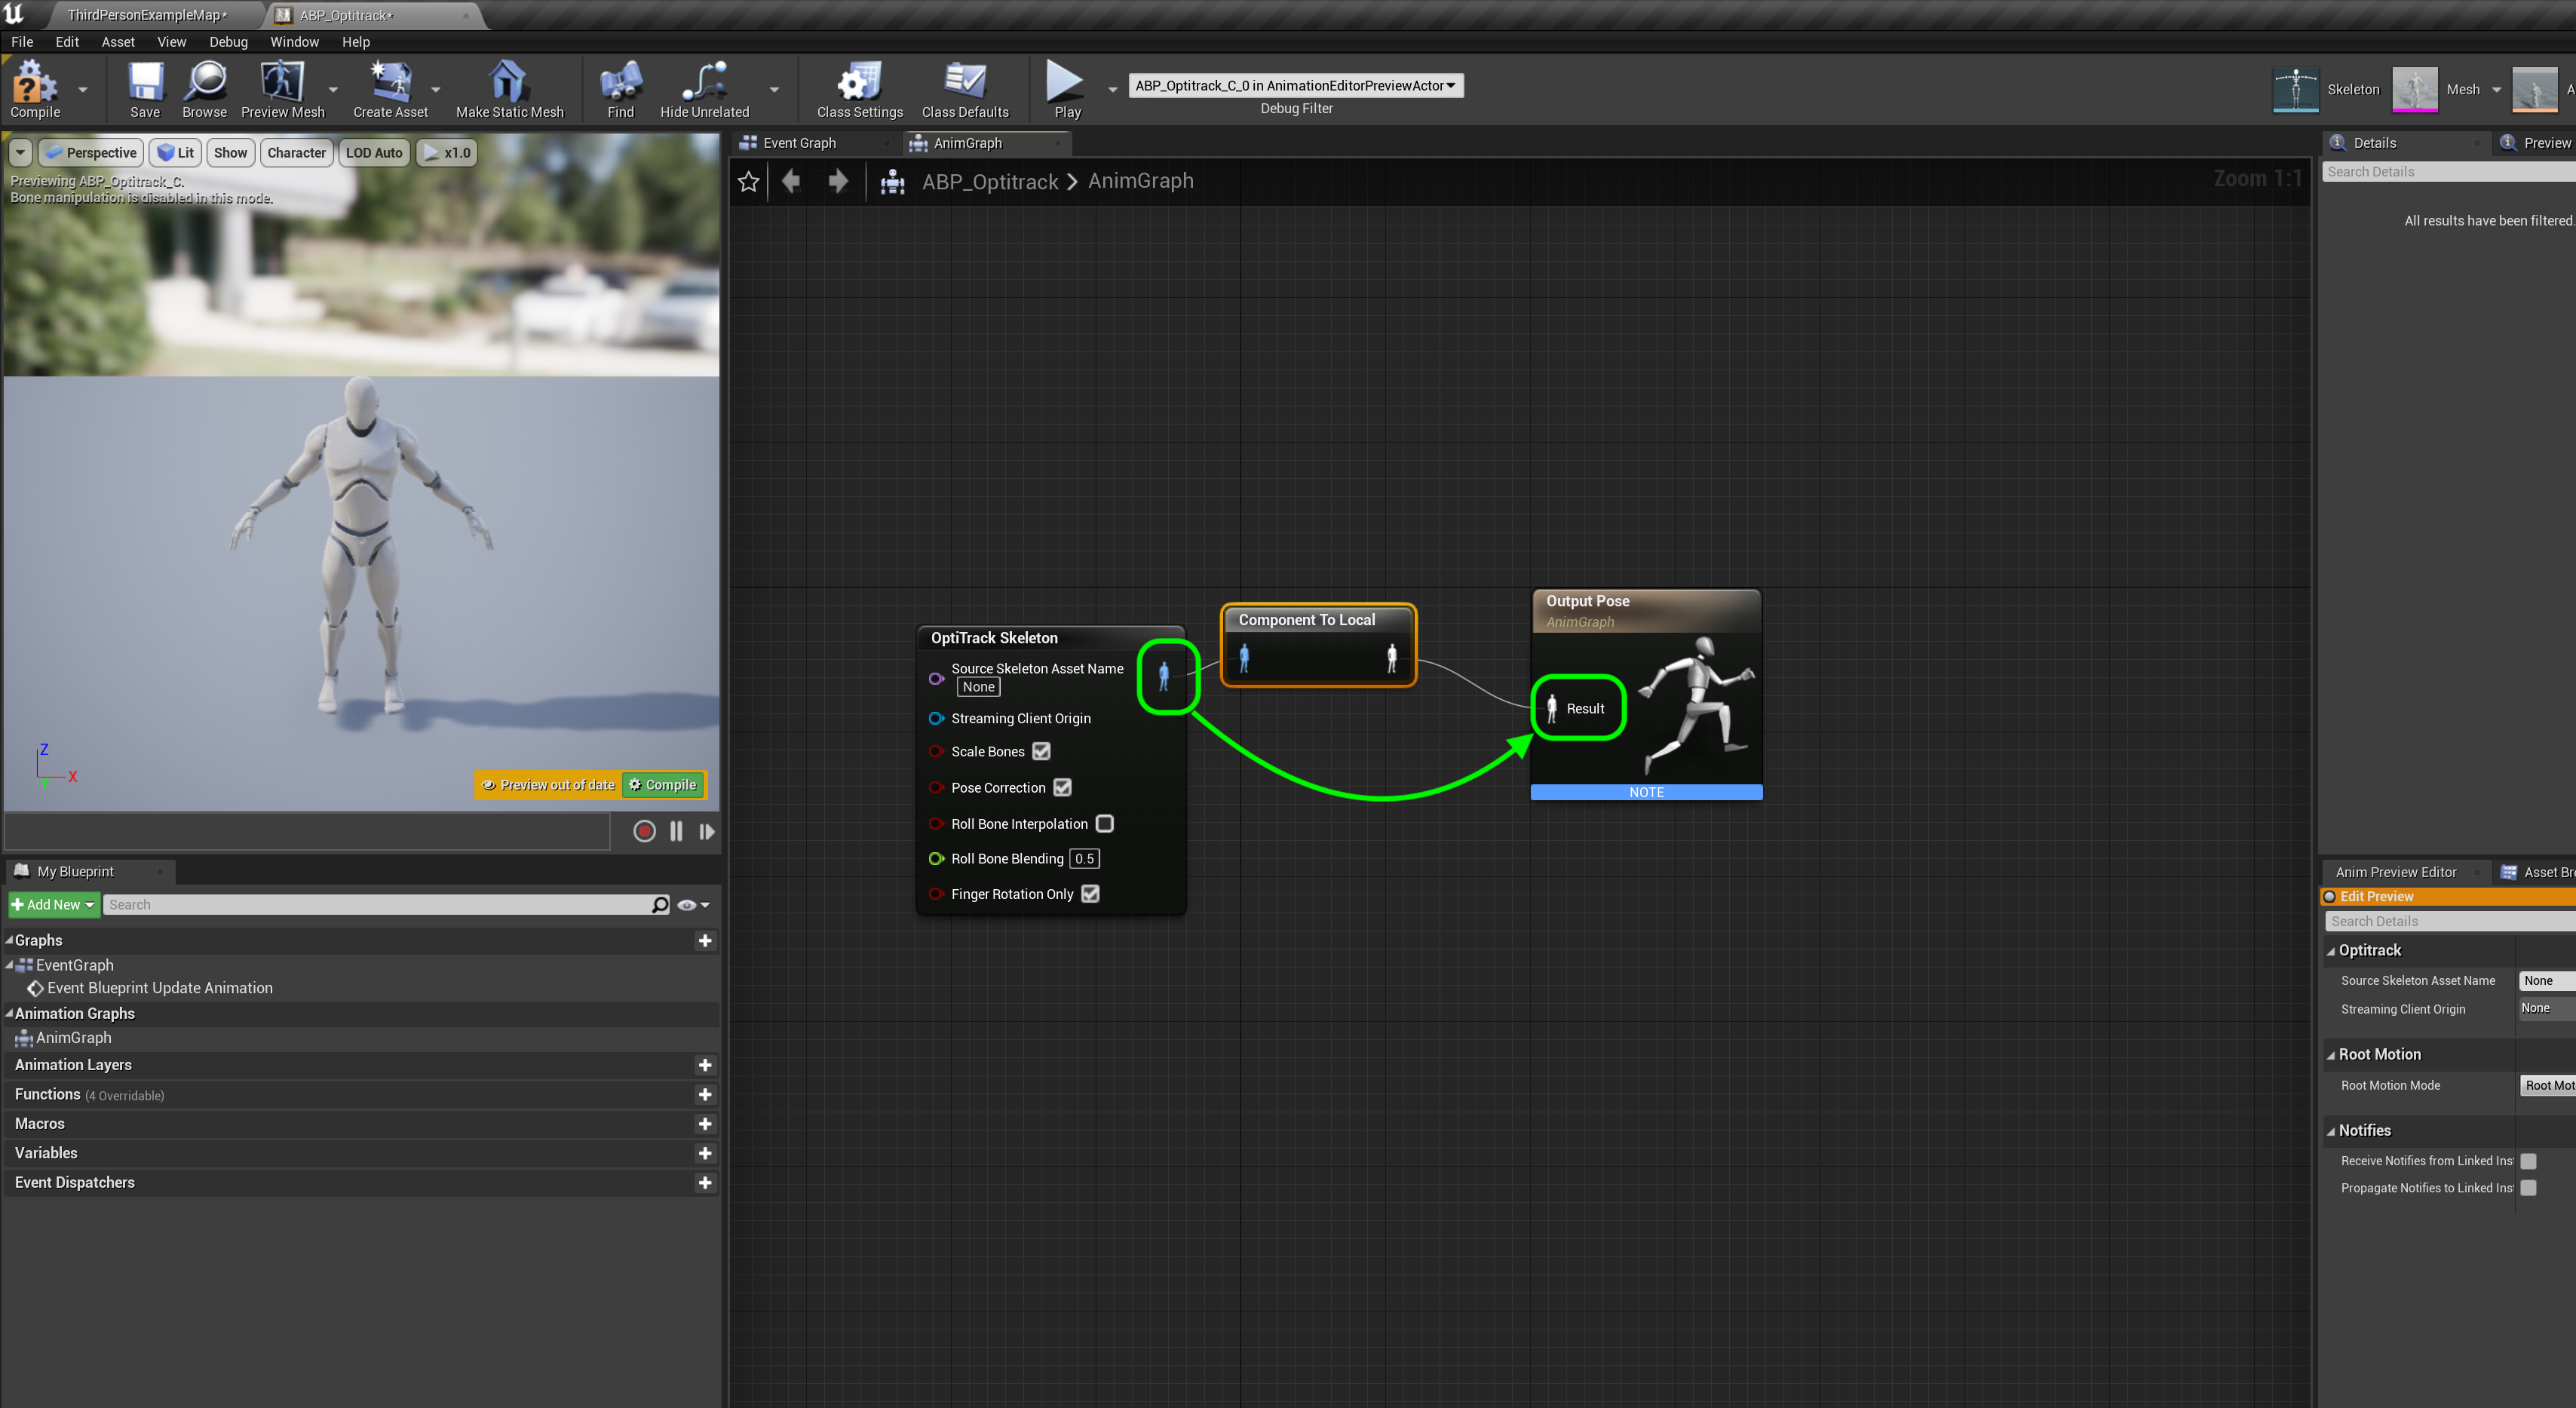 ThirdPersonExampleMap*
ABP_Optitrack*
File Edit Asset View Debug Window Help
Compile Save Browse Preview Mesh Create Asset Make Static Mesh Find Hide Unrelated Class Settings Class Defaults Play
ABP_Optitrack_C_0 in AnimationEditorPreviewActor
Debug Filter
Skeleton Mesh A
Perspective Lit Show Character LOD Auto x1.0
Previewing ABP_Optitrack_C.
Bone manipulation is disabled in this mode.
Z
X
Y
Preview out of date Compile
Event Graph AnimGraph
ABP_Optitrack > AnimGraph
Zoom 1:1
OptiTrack Skeleton
Source Skeleton Asset Name
None
Streaming Client Origin
Scale Bones
Pose Correction
Roll Bone Interpolation
Roll Bone Blending 0.5
Finger Rotation Only
Component To Local
Output Pose
AnimGraph
Result
NOTE
My Blueprint
Add New Search
Graphs
EventGraph
Event Blueprint Update Animation
Animation Graphs
AnimGraph
Animation Layers
Functions (4 Overridable)
Macros
Variables
Event Dispatchers
Details Preview
Search Details
All results have been filtered.
Anim Preview Editor Asset Bro
Edit Preview
Search Details
Optitrack
Source Skeleton Asset Name None
Streaming Client Origin None
Root Motion
Root Motion Mode Root Mot
Notifies
Receive Notifies from Linked Ins
Propagate Notifies to Linked Ins